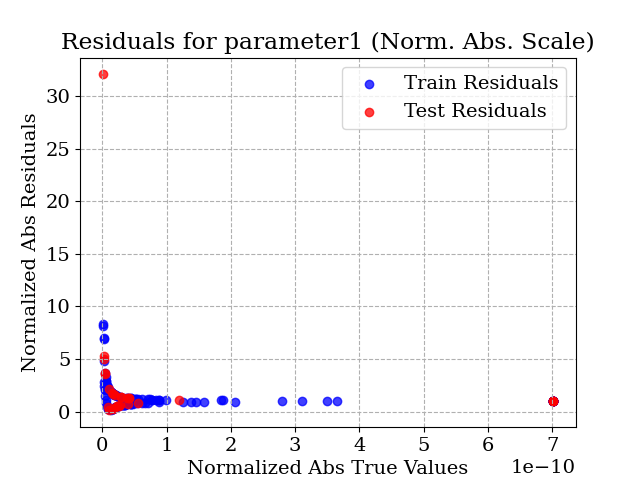 Residuals for parameter1 (Norm. Abs. Scale)
Train Residuals
Test Residuals
Normalized Abs Residuals
30
25
20
15
10
5
0
0 1 2 3 4 5 6 7
1e−10
Normalized Abs True Values